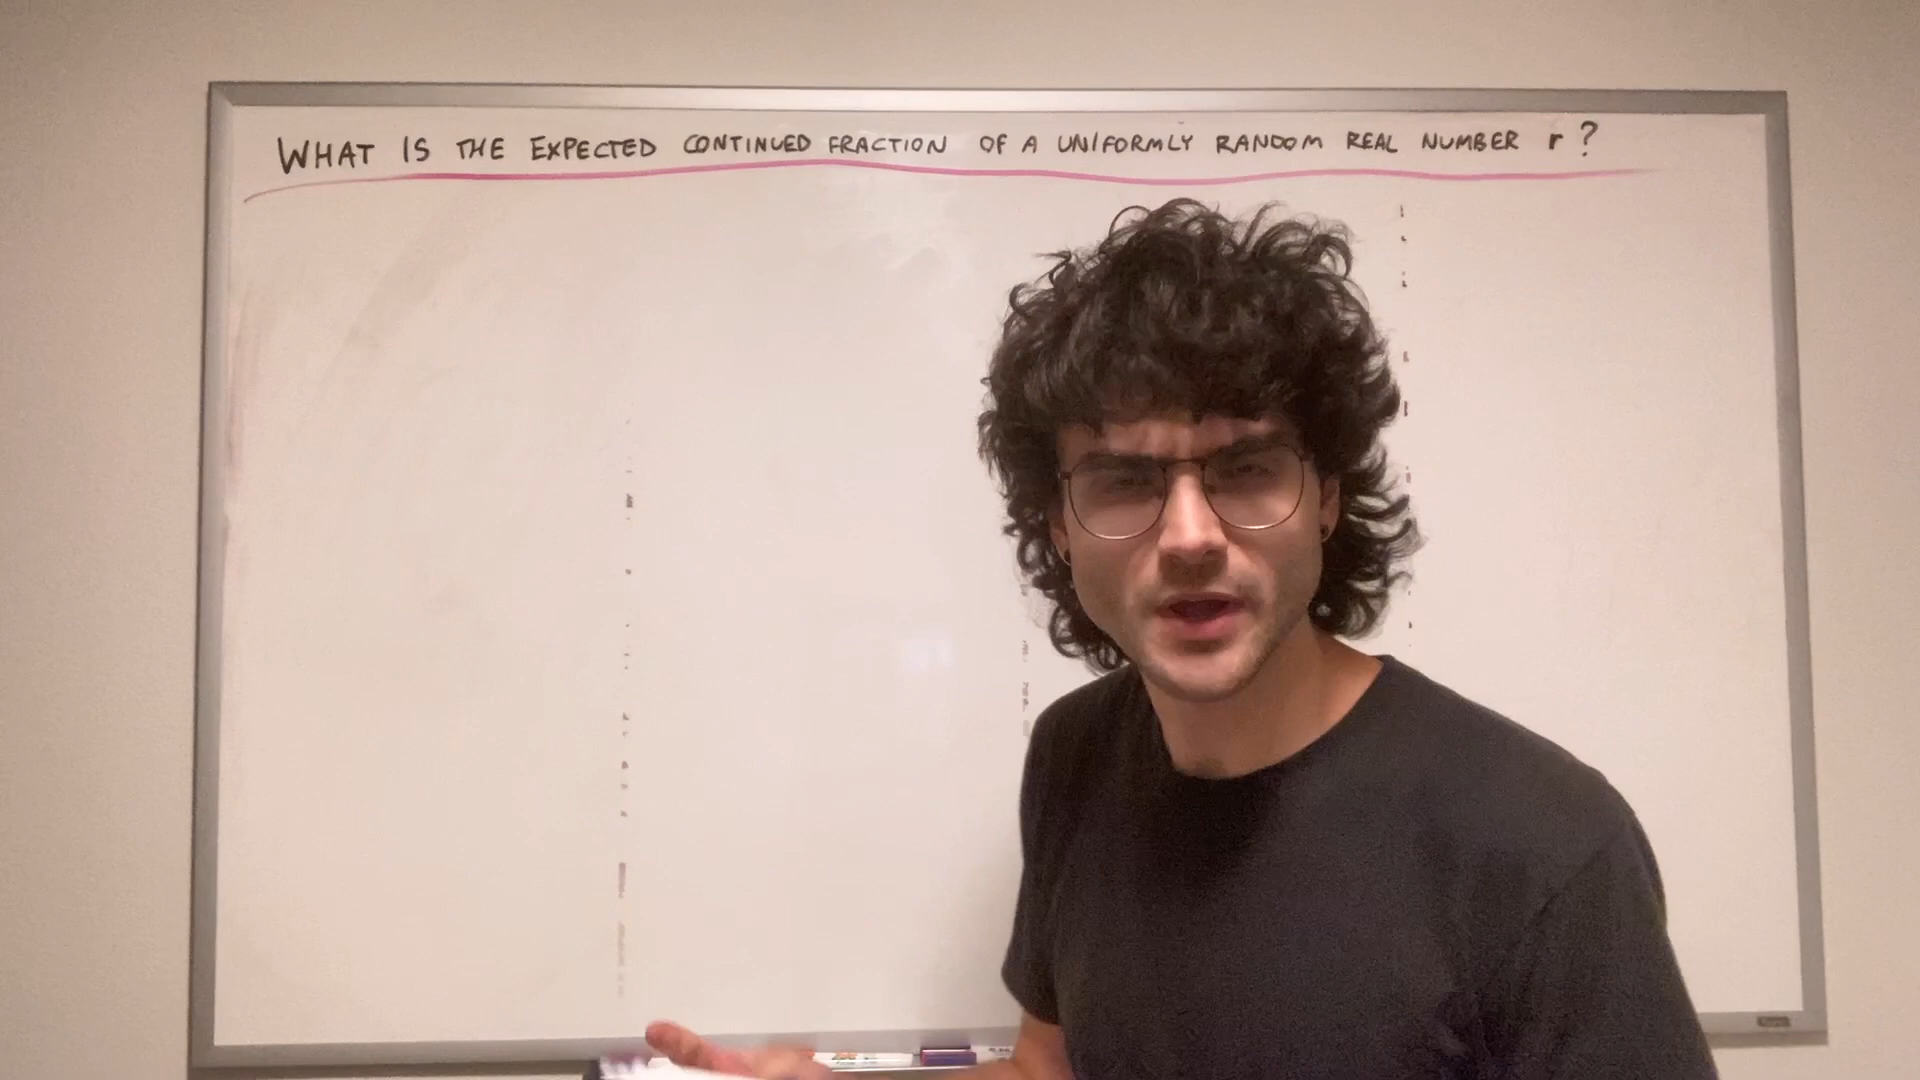 WHAT IS THE EXPECTED CONTINUED FRACTION OF A UNIFORMLY RANDOM REAL NUMBER r?